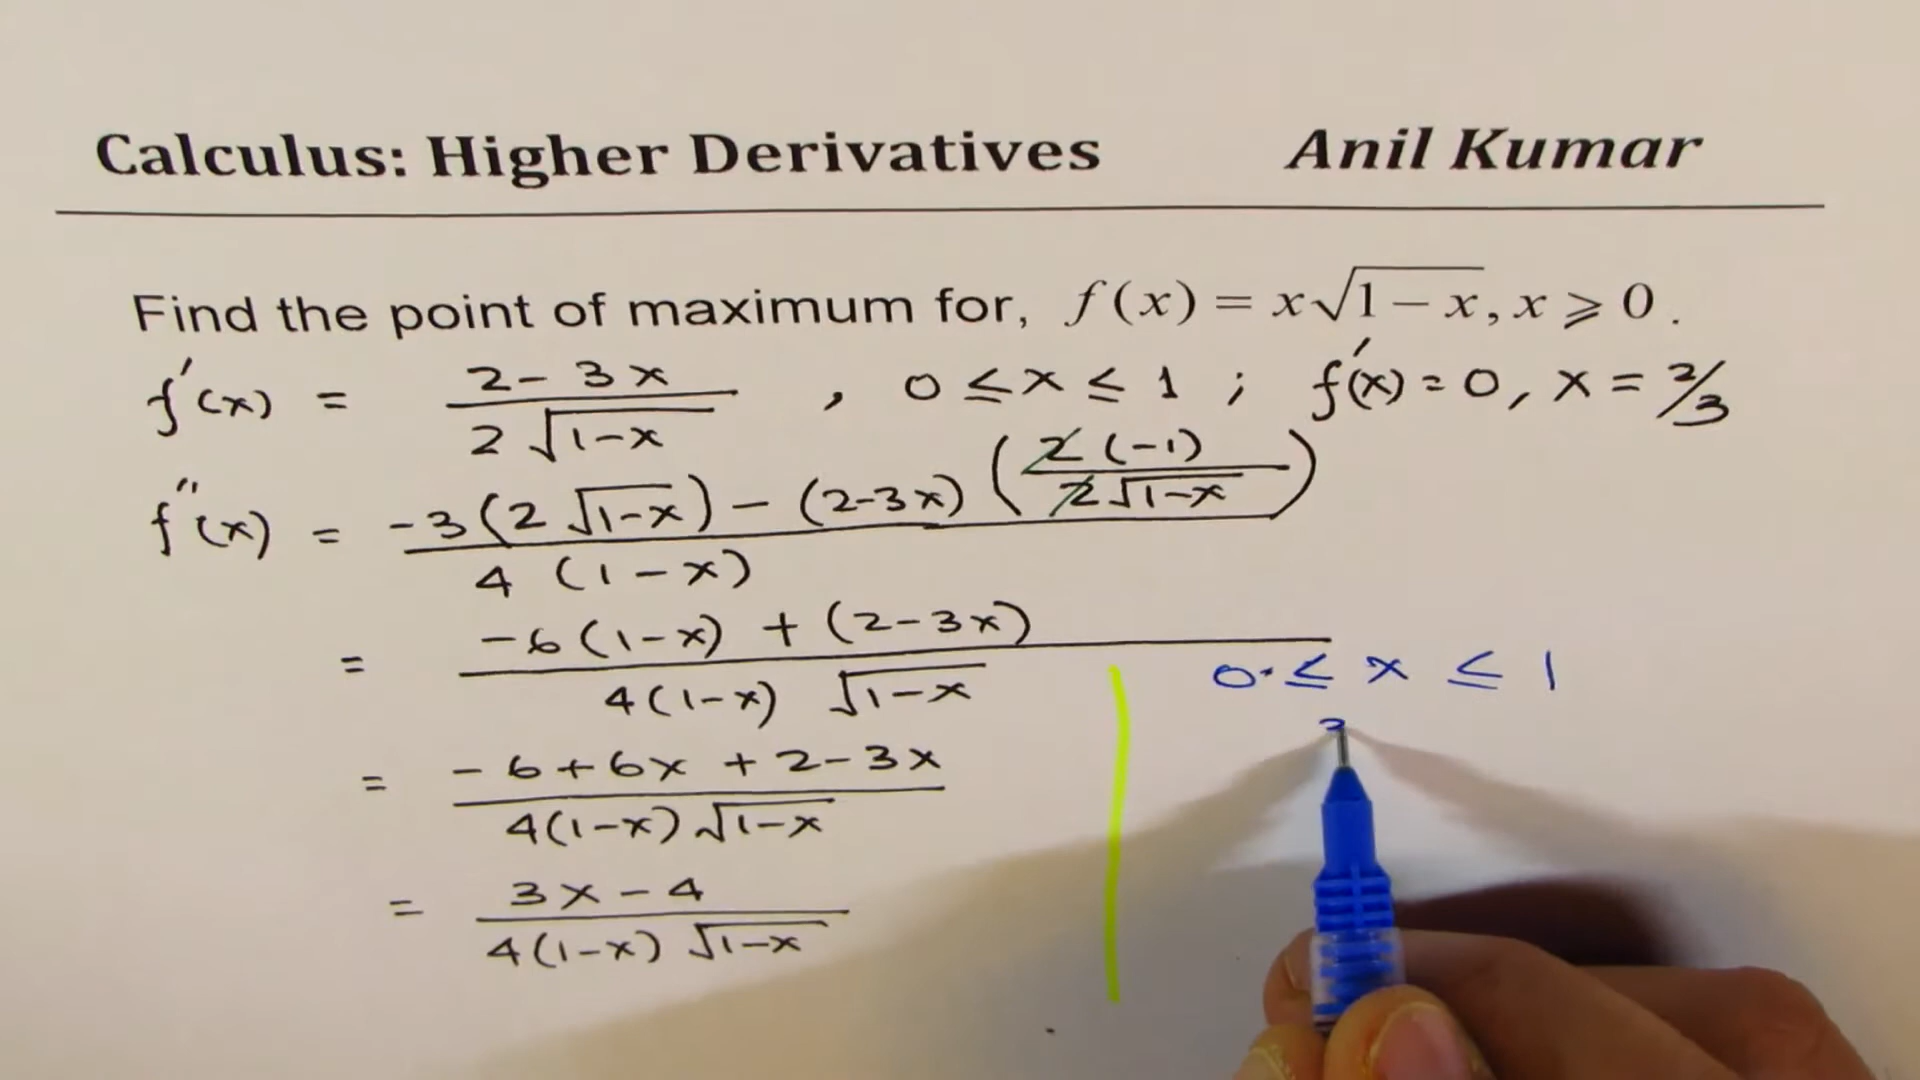 Calculus: Higher Derivatives Anil Kumar
Find the point of maximum for, f(x) = x√(1 − x), x ⩾ 0 .
f'(x) = (2 - 3x)/(2√(1-x)) , 0 ≤ x ≤ 1 ; f'(x) = 0, x = 2/3
f''(x) = (-3(2√(1-x)) - (2-3x)(2(-1)/(2√(1-x))))/(4(1-x))
= (-6(1-x) + (2-3x))/(4(1-x)√(1-x))
0 ≤ x ≤ 1
= (-6+6x+2-3x)/(4(1-x)√(1-x))
= (3x-4)/(4(1-x)√(1-x))